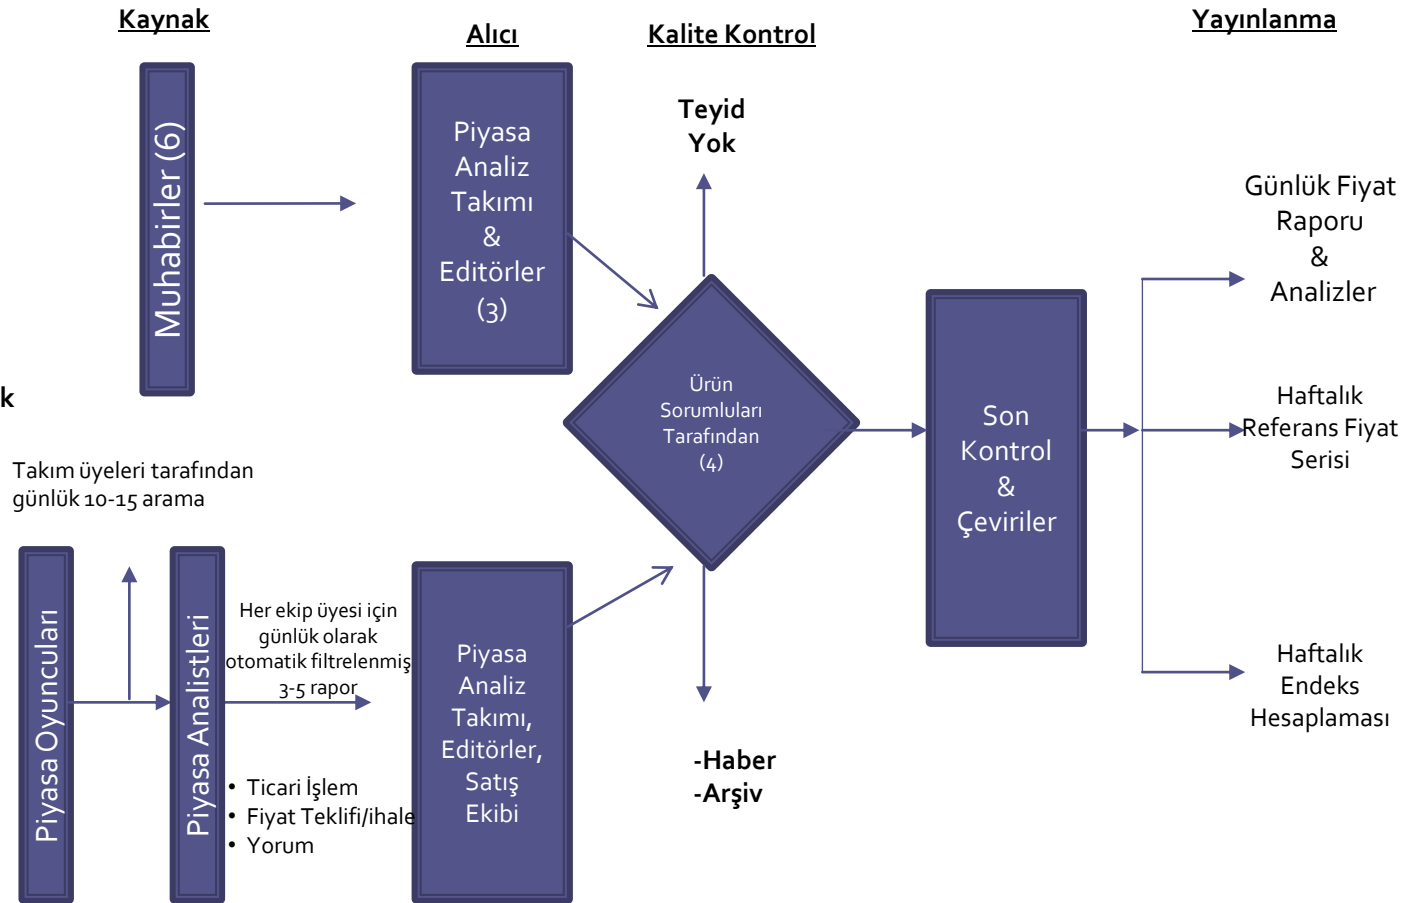 Kaynak
Alıcı
Kalite Kontrol
Yayınlanma
Muhabirler (6)
Piyasa
Analiz
Takımı
&
Editörler
(3)
Teyid
Yok
Ürün
Sorumluları
Tarafından
(4)
Son
Kontrol
&
Çeviriler
Günlük Fiyat
Raporu
&
Analizler
Haftalık
Referans Fiyat
Serisi
Haftalık
Endeks
Hesaplaması
k
Takım üyeleri tarafından
günlük 10-15 arama
Piyasa Oyuncuları
Piyasa Analistleri
Her ekip üyesi için
günlük olarak
otomatik filtrelenmiş
3-5 rapor
• Ticari İşlem
• Fiyat Teklifi/ihale
• Yorum
Piyasa
Analiz
Takımı,
Editörler,
Satış
Ekibi
-Haber
-Arşiv